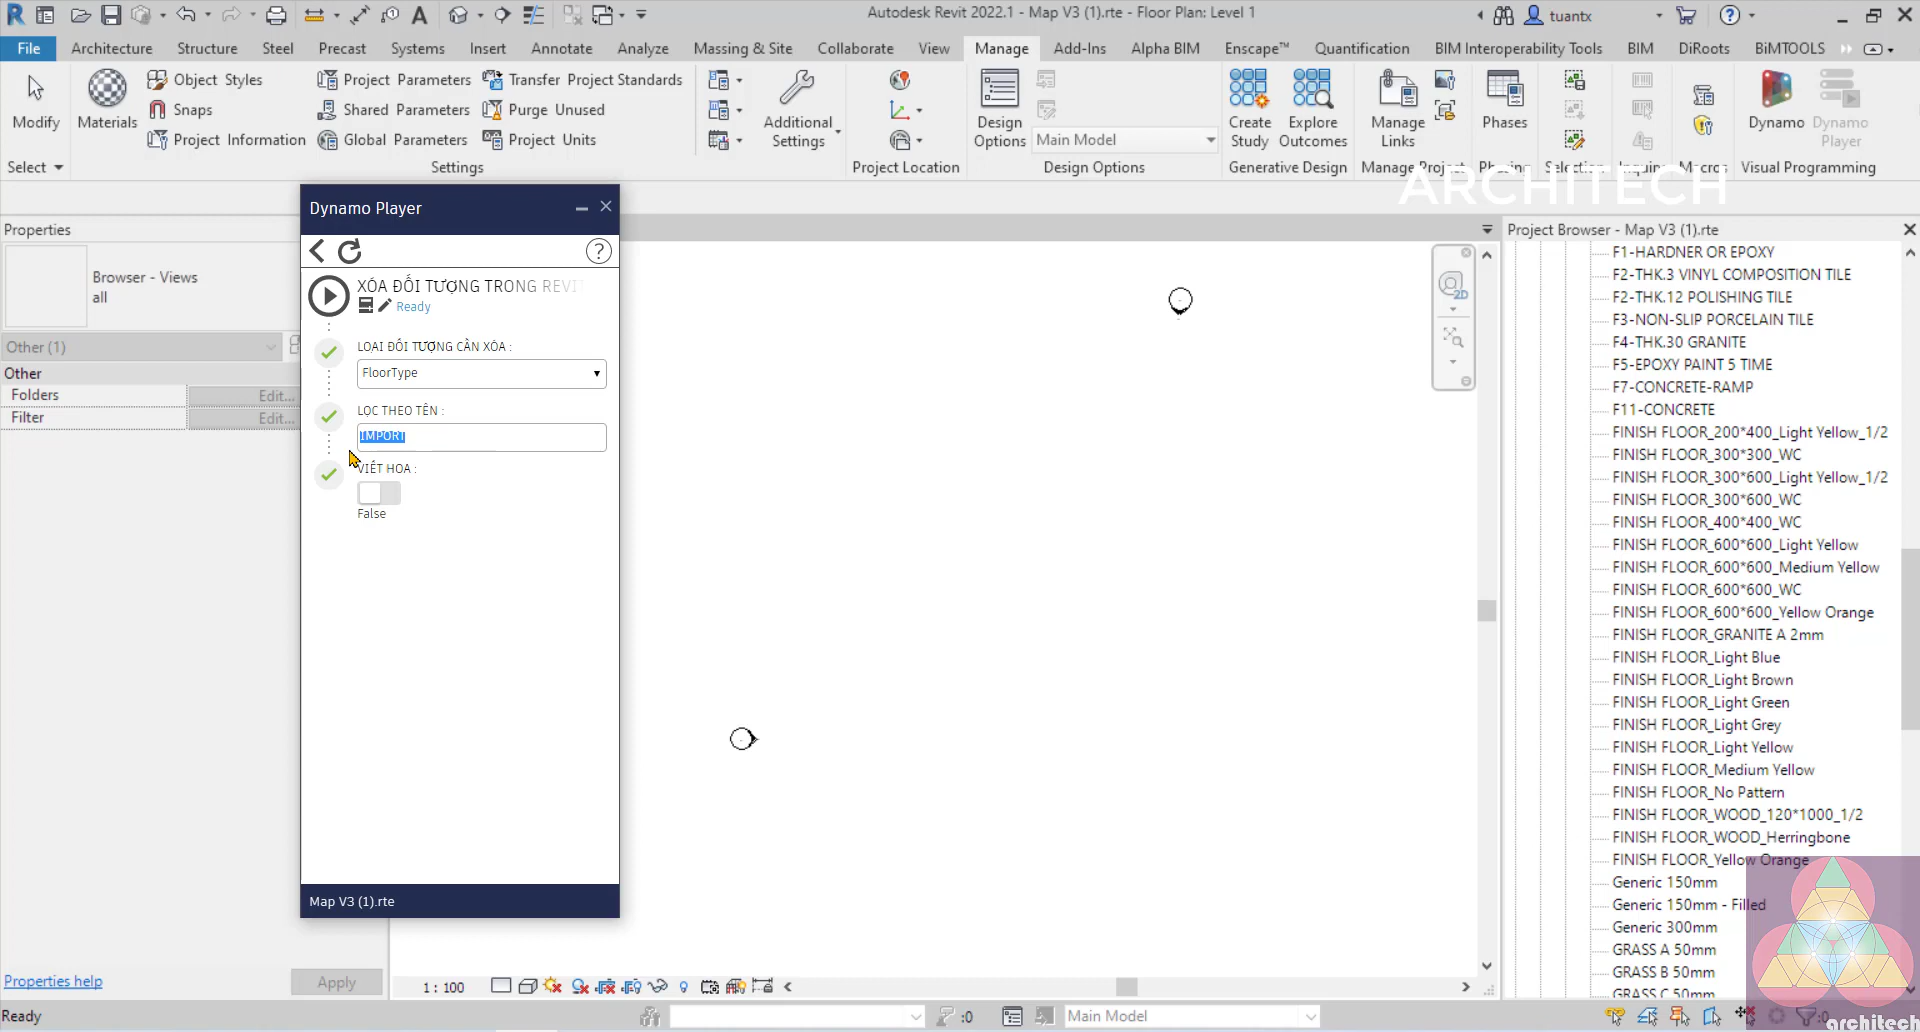 Autodesk Revit 2022.1 - Map V3 (1).rte - Floor Plan: Level 1
tuantx
File Architecture Structure Steel Precast Systems Insert Annotate Analyze Massing & Site Collaborate View Manage Add-Ins Alpha BIM Enscape™ Quantification BIM Interoperability Tools BIM DiRoots BiMTOOLS
Modify
Materials
Object Styles
Snaps
Project Information
Project Parameters
Shared Parameters
Global Parameters
Transfer Project Standards
Purge Unused
Project Units
Additional Settings
Design Options
Main Model
Create Study
Explore Outcomes
Manage Links
Phases
Dynamo
Dynamo Player
Select
Settings
Project Location
Design Options
Generative Design
Manage Project
Phasing
Selection
Inquiry
Macros
Visual Programming
ARCHITECH
Properties
Browser - Views
all
Other (1)
Other
Folders Edit...
Filter Edit...
Properties help
Apply
Dynamo Player
XÓA ĐỐI TƯỢNG TRONG REVIT
Ready
LOẠI ĐỐI TƯỢNG CẦN XÓA :
FloorType
LỌC THEO TÊN :
IMPORT
VIẾT HOA :
False
Map V3 (1).rte
2D
1 : 100
Project Browser - Map V3 (1).rte
F1-HARDNER OR EPOXY
F2-THK.3 VINYL COMPOSITION TILE
F2-THK.12 POLISHING TILE
F3-NON-SLIP PORCELAIN TILE
F4-THK.30 GRANITE
F5-EPOXY PAINT 5 TIME
F7-CONCRETE-RAMP
F11-CONCRETE
FINISH FLOOR_200*400_Light Yellow_1/2
FINISH FLOOR_300*300_WC
FINISH FLOOR_300*600_Light Yellow_1/2
FINISH FLOOR_300*600_WC
FINISH FLOOR_400*400_WC
FINISH FLOOR_600*600_Light Yellow
FINISH FLOOR_600*600_Medium Yellow
FINISH FLOOR_600*600_WC
FINISH FLOOR_600*600_Yellow Orange
FINISH FLOOR_GRANITE A 2mm
FINISH FLOOR_Light Blue
FINISH FLOOR_Light Brown
FINISH FLOOR_Light Green
FINISH FLOOR_Light Grey
FINISH FLOOR_Light Yellow
FINISH FLOOR_Medium Yellow
FINISH FLOOR_No Pattern
FINISH FLOOR_WOOD_120*1000_1/2
FINISH FLOOR_WOOD_Herringbone
FINISH FLOOR_Yellow Orange
Generic 150mm
Generic 150mm - Filled
Generic 300mm
GRASS A 50mm
GRASS B 50mm
GRASS C 50mm
Ready
:0
Main Model
:0
architech